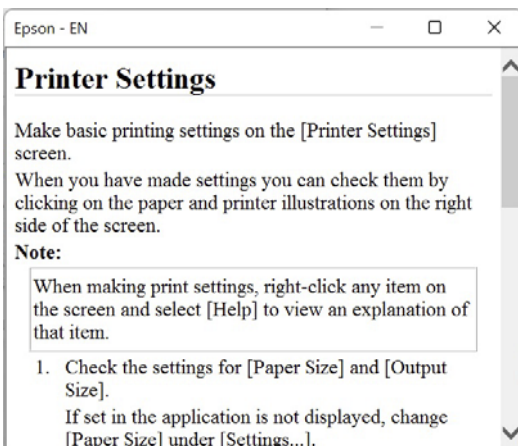 Epson - EN
Printer Settings
Make basic printing settings on the [Printer Settings]
screen.
When you have made settings you can check them by
clicking on the paper and printer illustrations on the right
side of the screen.
Note:
When making print settings, right-click any item on
the screen and select [Help] to view an explanation of
that item.
1. Check the settings for [Paper Size] and [Output
Size].
If set in the application is not displayed, change
[Paper Size] under [Settings...].